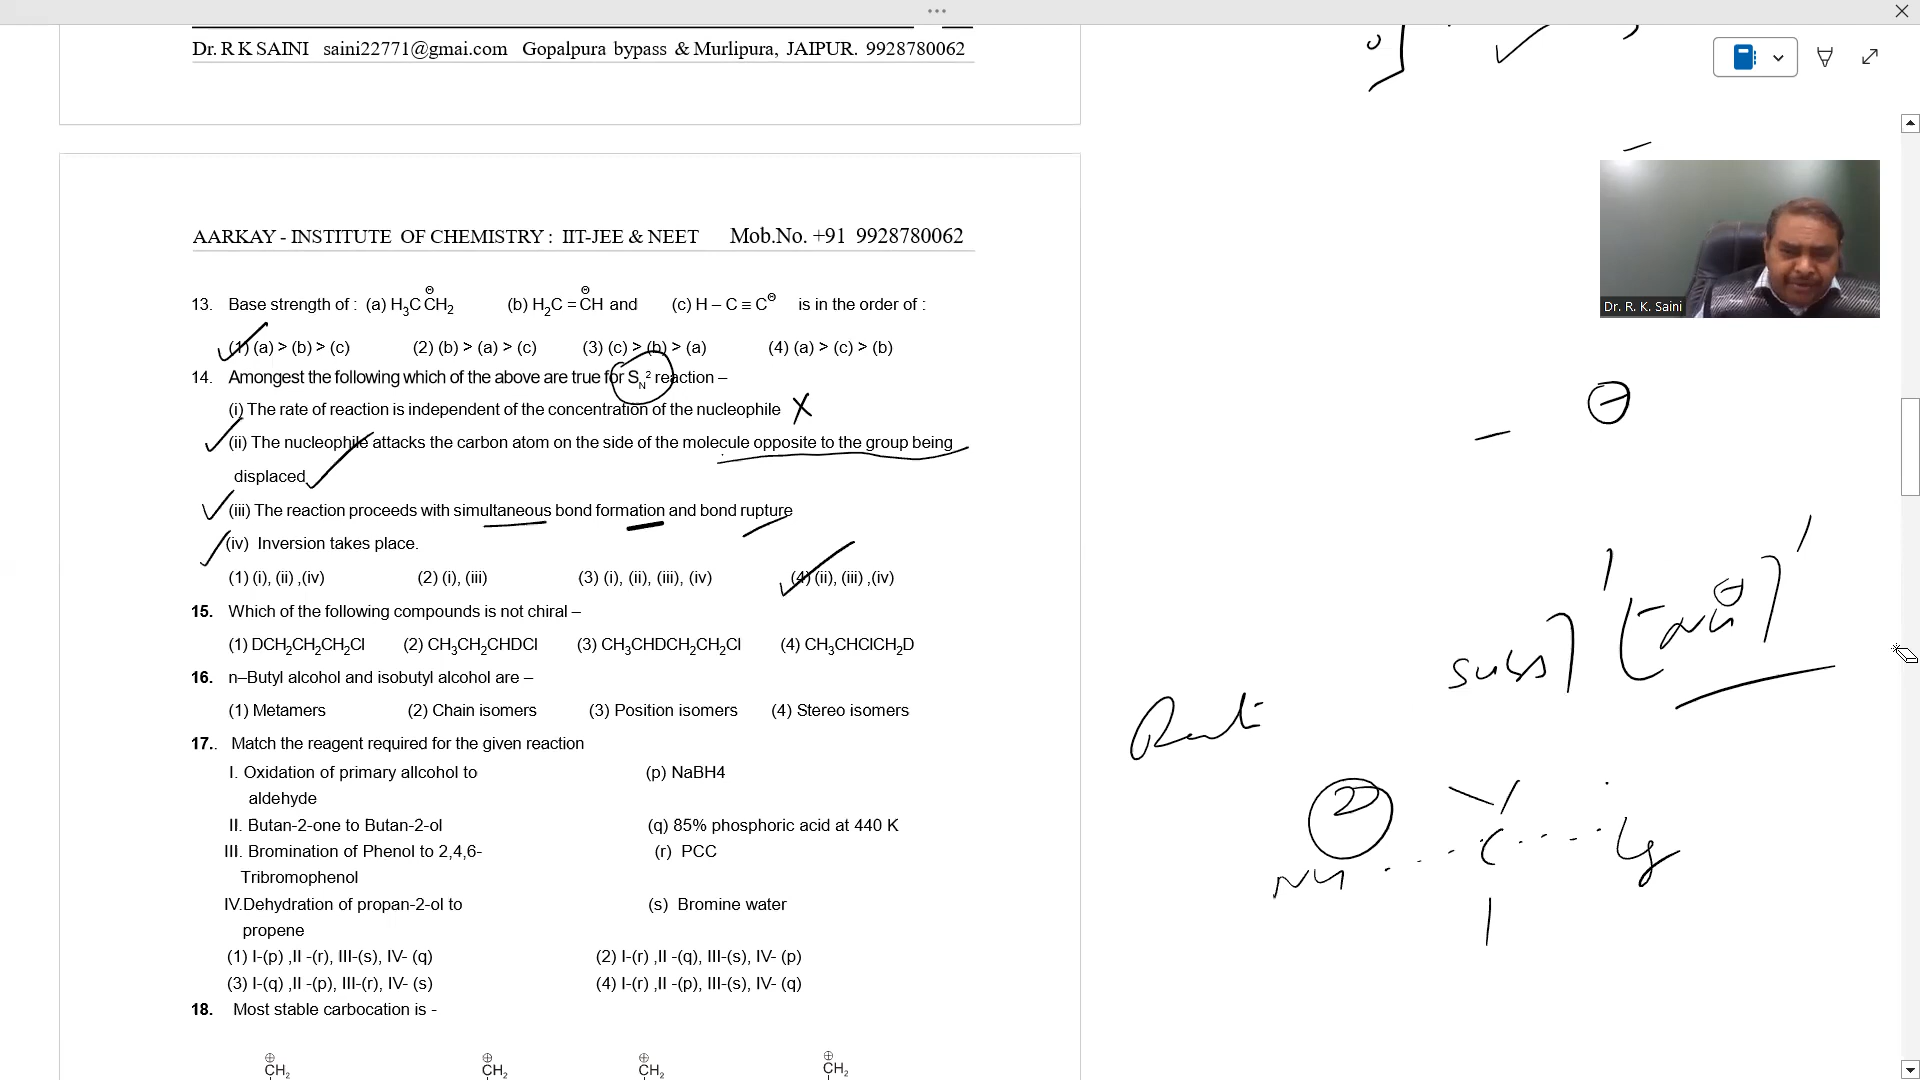 Dr. R K SAINI saini22771@gmai.com Gopalpura bypass & Murlipura, JAIPUR. 9928780062
AARKAY - INSTITUTE OF CHEMISTRY : IIT-JEE & NEET Mob.No. +91 9928780062
Dr. R. K. Saini
13. Base strength of : (a) H₃C C⊖H₂ (b) H₂C = C⊖H and (c) H – C ≡ C⊖ is in the order of :
(1) (a) > (b) > (c) (2) (b) > (a) > (c) (3) (c) > (b) > (a) (4) (a) > (c) > (b)
14. Amongest the following which of the above are true for S_N² reaction –
(i) The rate of reaction is independent of the concentration of the nucleophile X
(ii) The nucleophile attacks the carbon atom on the side of the molecule opposite to the group being
displaced
(iii) The reaction proceeds with simultaneous bond formation and bond rupture
(iv) Inversion takes place.
(1) (i), (ii) ,(iv) (2) (i), (iii) (3) (i), (ii), (iii), (iv) (4) (ii), (iii) ,(iv)
15. Which of the following compounds is not chiral –
(1) DCH₂CH₂CH₂Cl (2) CH₃CH₂CHDCl (3) CH₃CHDCH₂CH₂Cl (4) CH₃CHClCH₂D
16. n–Butyl alcohol and isobutyl alcohol are –
(1) Metamers (2) Chain isomers (3) Position isomers (4) Stereo isomers
17.. Match the reagent required for the given reaction
I. Oxidation of primary allcohol to (p) NaBH4
aldehyde
II. Butan-2-one to Butan-2-ol (q) 85% phosphoric acid at 440 K
III. Bromination of Phenol to 2,4,6- (r) PCC
Tribromophenol
IV.Dehydration of propan-2-ol to (s) Bromine water
propene
(1) I-(p) ,II -(r), III-(s), IV- (q) (2) I-(r) ,II -(q), III-(s), IV- (p)
(3) I-(q) ,II -(p), III-(r), IV- (s) (4) I-(r) ,II -(p), III-(s), IV- (q)
18. Most stable carbocation is -
⊕ ⊕ ⊕ ⊕
CH₂ CH₂ CH₂ CH₂
2
Nu C Lg